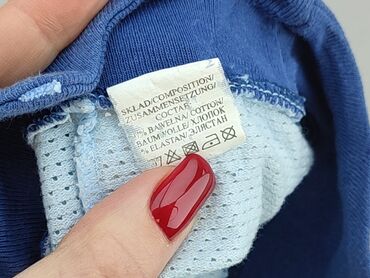 SKŁAD/COMPOSITION/
ZUSAMMENSETZUNG/
СОСТАВ
% BAWEŁNA/COTTON/
BAUMWOLLE/ХЛОПОК
% ELASTAN/ЭЛАСТАН